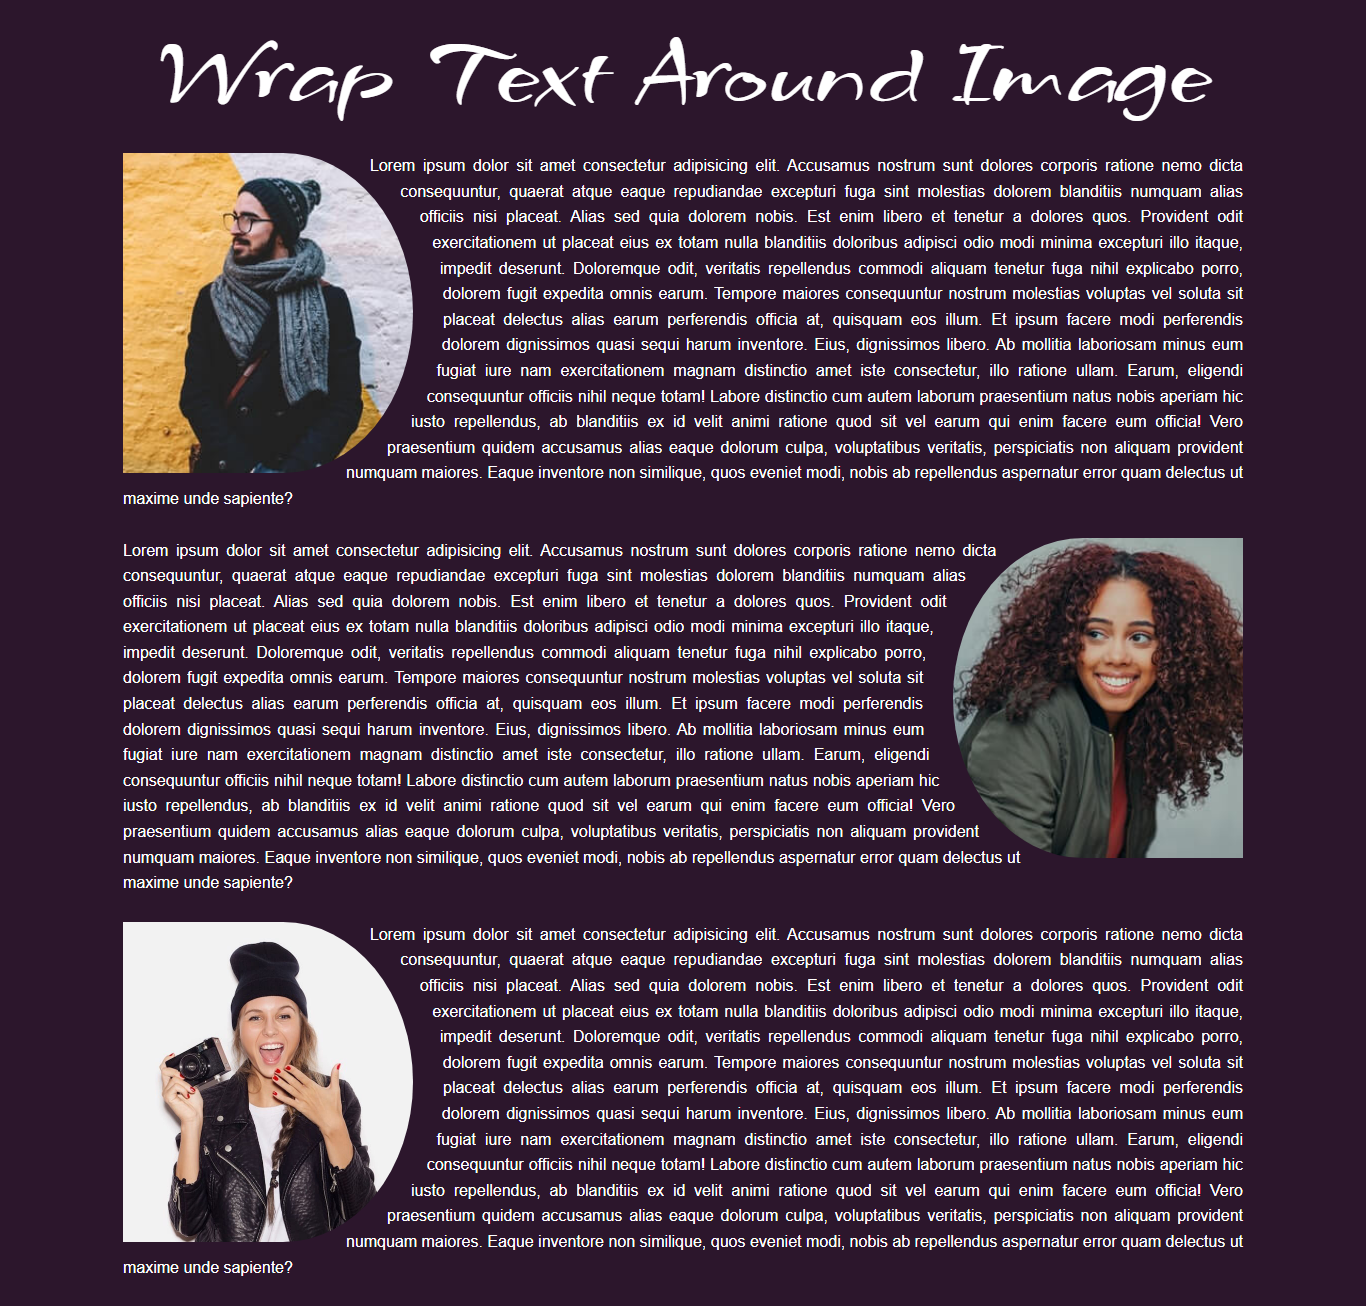 Wrap Text Around Image
Lorem ipsum dolor sit amet consectetur adipisicing elit. Accusamus nostrum sunt dolores corporis ratione nemo dicta
consequuntur, quaerat atque eaque repudiandae excepturi fuga sint molestias dolorem blanditiis numquam alias
officiis nisi placeat. Alias sed quia dolorem nobis. Est enim libero et tenetur a dolores quos. Provident odit
exercitationem ut placeat eius ex totam nulla blanditiis doloribus adipisci odio modi minima excepturi illo itaque,
impedit deserunt. Doloremque odit, veritatis repellendus commodi aliquam tenetur fuga nihil explicabo porro,
dolorem fugit expedita omnis earum. Tempore maiores consequuntur nostrum molestias voluptas vel soluta sit
placeat delectus alias earum perferendis officia at, quisquam eos illum. Et ipsum facere modi perferendis
dolorem dignissimos quasi sequi harum inventore. Eius, dignissimos libero. Ab mollitia laboriosam minus eum
fugiat iure nam exercitationem magnam distinctio amet iste consectetur, illo ratione ullam. Earum, eligendi
consequuntur officiis nihil neque totam! Labore distinctio cum autem laborum praesentium natus nobis aperiam hic
iusto repellendus, ab blanditiis ex id velit animi ratione quod sit vel earum qui enim facere eum officia! Vero
praesentium quidem accusamus alias eaque dolorum culpa, voluptatibus veritatis, perspiciatis non aliquam provident
numquam maiores. Eaque inventore non similique, quos eveniet modi, nobis ab repellendus aspernatur error quam delectus ut
maxime unde sapiente?
Lorem ipsum dolor sit amet consectetur adipisicing elit. Accusamus nostrum sunt dolores corporis ratione nemo dicta
consequuntur, quaerat atque eaque repudiandae excepturi fuga sint molestias dolorem blanditiis numquam alias
officiis nisi placeat. Alias sed quia dolorem nobis. Est enim libero et tenetur a dolores quos. Provident odit
exercitationem ut placeat eius ex totam nulla blanditiis doloribus adipisci odio modi minima excepturi illo itaque,
impedit deserunt. Doloremque odit, veritatis repellendus commodi aliquam tenetur fuga nihil explicabo porro,
dolorem fugit expedita omnis earum. Tempore maiores consequuntur nostrum molestias voluptas vel soluta sit
placeat delectus alias earum perferendis officia at, quisquam eos illum. Et ipsum facere modi perferendis
dolorem dignissimos quasi sequi harum inventore. Eius, dignissimos libero. Ab mollitia laboriosam minus eum
fugiat iure nam exercitationem magnam distinctio amet iste consectetur, illo ratione ullam. Earum, eligendi
consequuntur officiis nihil neque totam! Labore distinctio cum autem laborum praesentium natus nobis aperiam hic
iusto repellendus, ab blanditiis ex id velit animi ratione quod sit vel earum qui enim facere eum officia! Vero
praesentium quidem accusamus alias eaque dolorum culpa, voluptatibus veritatis, perspiciatis non aliquam provident
numquam maiores. Eaque inventore non similique, quos eveniet modi, nobis ab repellendus aspernatur error quam delectus ut
maxime unde sapiente?
Lorem ipsum dolor sit amet consectetur adipisicing elit. Accusamus nostrum sunt dolores corporis ratione nemo dicta
consequuntur, quaerat atque eaque repudiandae excepturi fuga sint molestias dolorem blanditiis numquam alias
officiis nisi placeat. Alias sed quia dolorem nobis. Est enim libero et tenetur a dolores quos. Provident odit
exercitationem ut placeat eius ex totam nulla blanditiis doloribus adipisci odio modi minima excepturi illo itaque,
impedit deserunt. Doloremque odit, veritatis repellendus commodi aliquam tenetur fuga nihil explicabo porro,
dolorem fugit expedita omnis earum. Tempore maiores consequuntur nostrum molestias voluptas vel soluta sit
placeat delectus alias earum perferendis officia at, quisquam eos illum. Et ipsum facere modi perferendis
dolorem dignissimos quasi sequi harum inventore. Eius, dignissimos libero. Ab mollitia laboriosam minus eum
fugiat iure nam exercitationem magnam distinctio amet iste consectetur, illo ratione ullam. Earum, eligendi
consequuntur officiis nihil neque totam! Labore distinctio cum autem laborum praesentium natus nobis aperiam hic
iusto repellendus, ab blanditiis ex id velit animi ratione quod sit vel earum qui enim facere eum officia! Vero
praesentium quidem accusamus alias eaque dolorum culpa, voluptatibus veritatis, perspiciatis non aliquam provident
numquam maiores. Eaque inventore non similique, quos eveniet modi, nobis ab repellendus aspernatur error quam delectus ut
maxime unde sapiente?